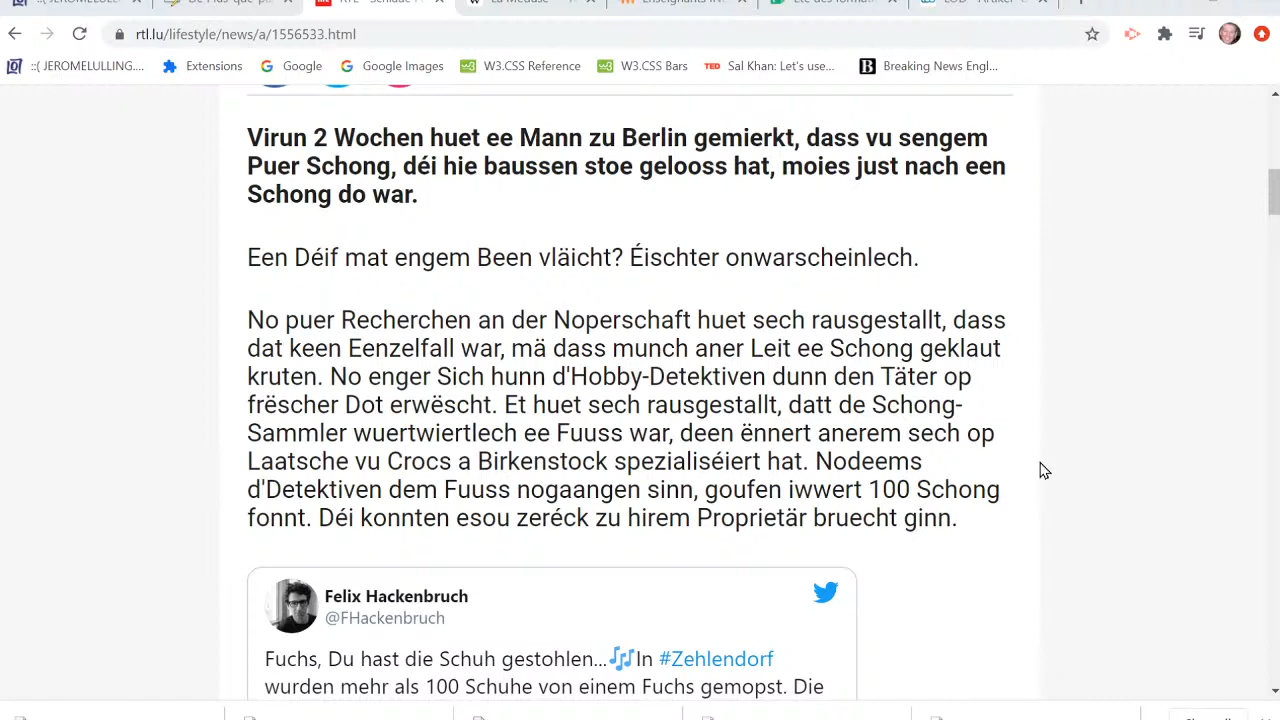 rtl.lu/lifestyle/news/a/1556533.html
::( JEROMELULLING.... Extensions Google Google Images W3.CSS Reference W3.CSS Bars TED Sal Khan: Let's use... B Breaking News Engl...
Virun 2 Wochen huet ee Mann zu Berlin gemierkt, dass vu sengem
Puer Schong, déi hie baussen stoe gelooss hat, moies just nach een
Schong do war.
Een Déif mat engem Been vläicht? Éischter onwarscheinlech.
No puer Recherchen an der Noperschaft huet sech rausgestallt, dass
dat keen Eenzelfall war, mä dass munch aner Leit ee Schong geklaut
kruten. No enger Sich hunn d'Hobby-Detektiven dunn den Täter op
frëscher Dot erwëscht. Et huet sech rausgestallt, datt de Schong-
Sammler wuertwiertlech ee Fuuss war, deen ënnert anerem sech op
Laatsche vu Crocs a Birkenstock spezialiséiert hat. Nodeems
d'Detektiven dem Fuuss nogaangen sinn, goufen iwwert 100 Schong
fonnt. Déi konnten esou zeréck zu hirem Proprietär bruecht ginn.
Felix Hackenbruch
@FHackenbruch
Fuchs, Du hast die Schuh gestohlen...🎶In #Zehlendorf
wurden mehr als 100 Schuhe von einem Fuchs gemopst. Die